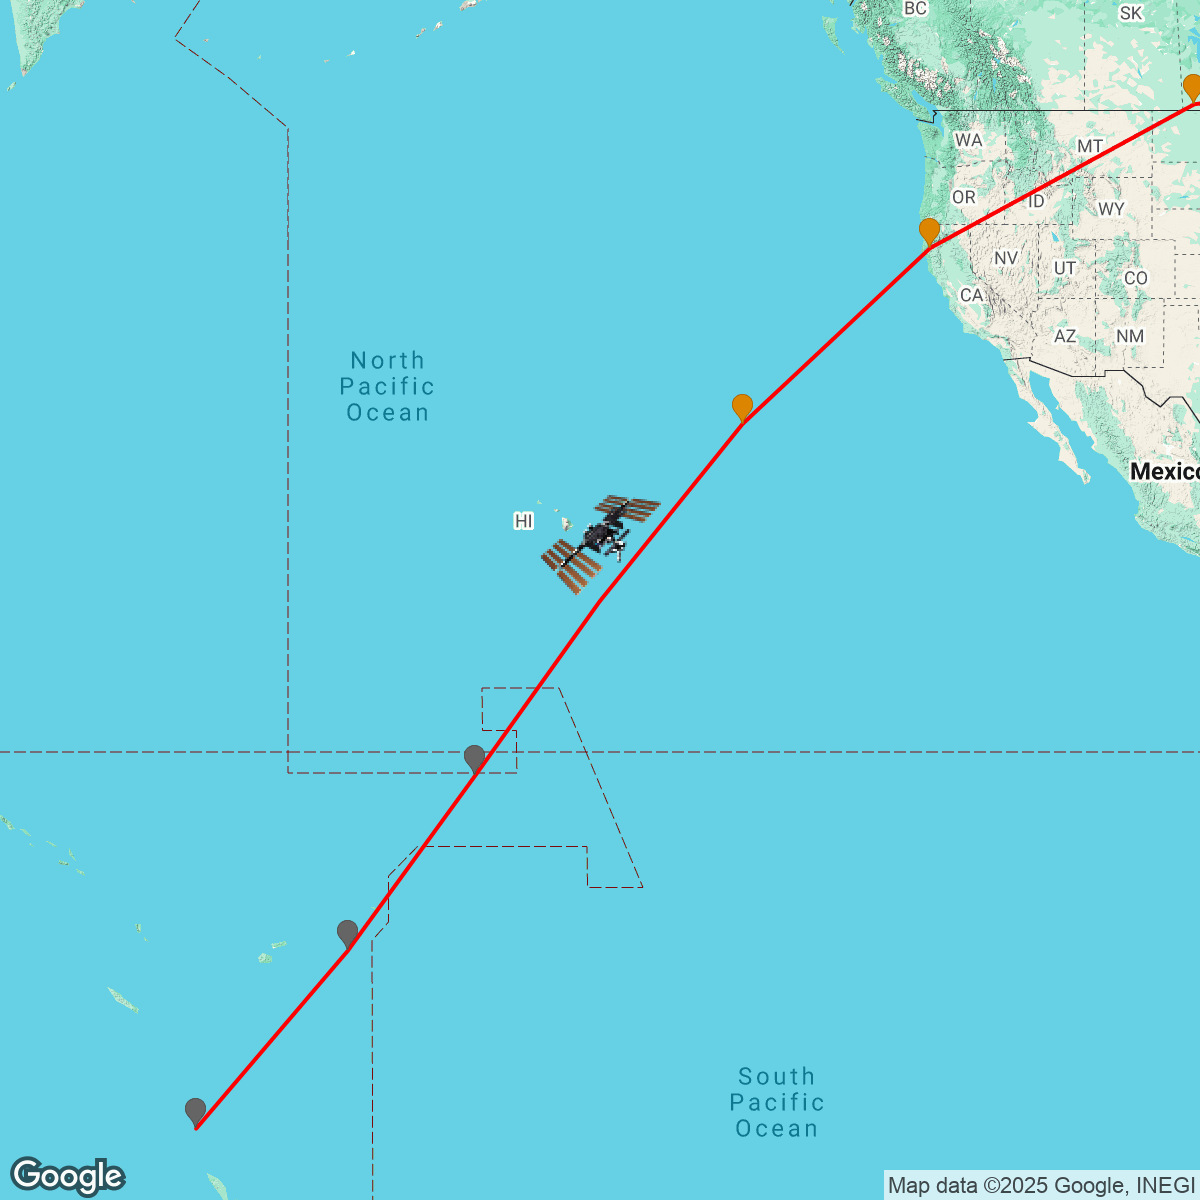 BC
SK
WA
MT
OR
ID
WY
NV
UT
CO
CA
AZ
NM
North
Pacific
Ocean
Mexico
HI
South
Pacific
Ocean
Google
Map data ©2025 Google, INEGI